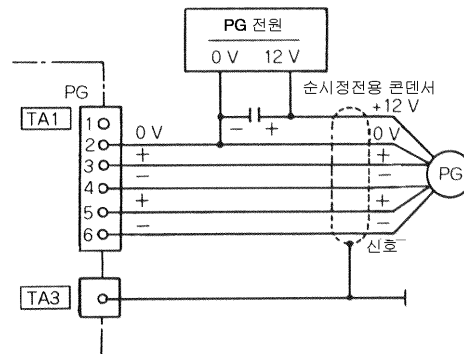 PG 전원
0 V 12 V
순시정전용 콘덴서
PG
+12 V
TA1
1
− +
2 0 V 0 V
3 + +
− −
4
PG
5 + +
6 − −
신호
TA3